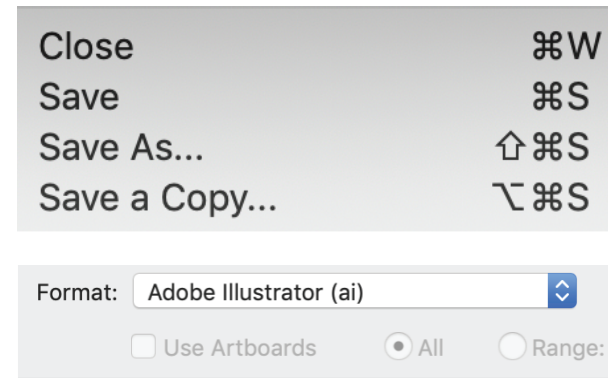 Close ⌘W
Save ⌘S
Save As... ⇧⌘S
Save a Copy... ⌥⌘S
Format: Adobe Illustrator (ai)
Use Artboards All Range: